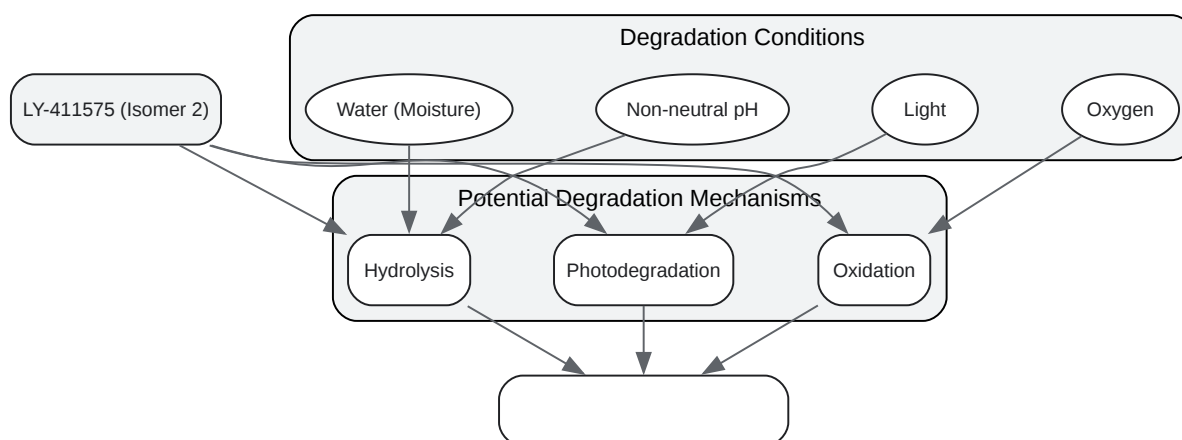 Degradation Conditions
LY-411575 (Isomer 2)
Water (Moisture)
Non-neutral pH
Light
Oxygen
Potential Degradation Mechanisms
Hydrolysis
Photodegradation
Oxidation